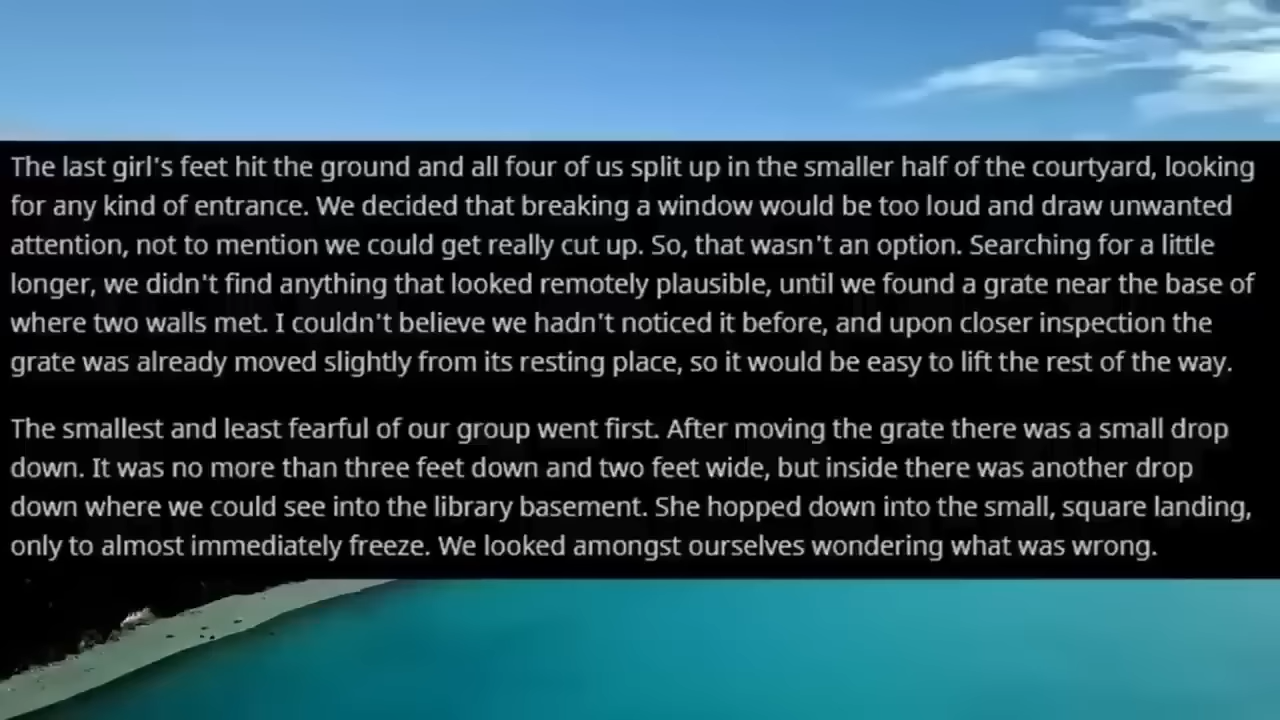 The last girl's feet hit the ground and all four of us split up in the smaller half of the courtyard, looking
for any kind of entrance. We decided that breaking a window would be too loud and draw unwanted
attention, not to mention we could get really cut up. So, that wasn't an option. Searching for a little
longer, we didn't find anything that looked remotely plausible, until we found a grate near the base of
where two walls met. I couldn't believe we hadn't noticed it before, and upon closer inspection the
grate was already moved slightly from its resting place, so it would be easy to lift the rest of the way.
The smallest and least fearful of our group went first. After moving the grate there was a small drop
down. It was no more than three feet down and two feet wide, but inside there was another drop
down where we could see into the library basement. She hopped down into the small, square landing,
only to almost immediately freeze. We looked amongst ourselves wondering what was wrong.